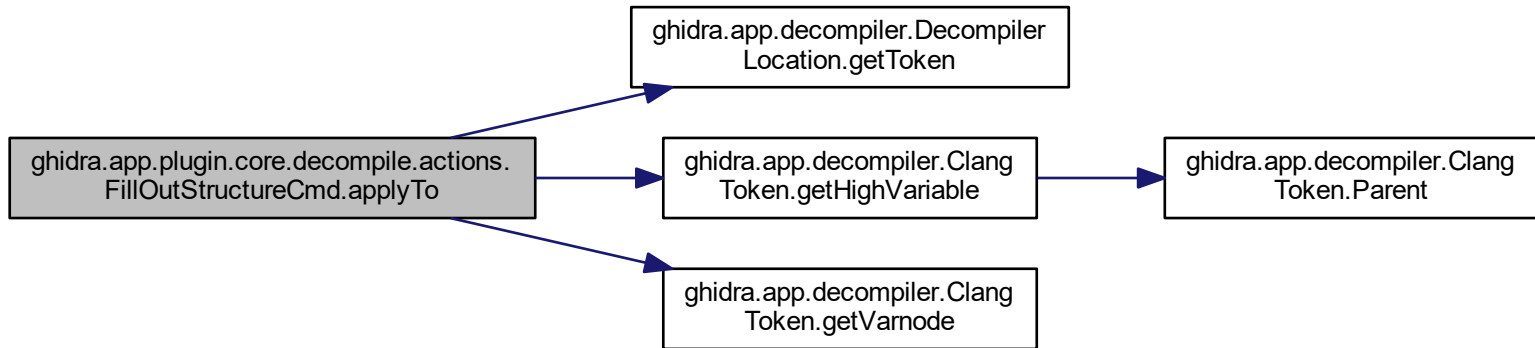 ghidra.app.decompiler.Decompiler
Location.getToken
ghidra.app.plugin.core.decompile.actions.
FillOutStructureCmd.applyTo
ghidra.app.decompiler.Clang
Token.getHighVariable
ghidra.app.decompiler.Clang
Token.Parent
ghidra.app.decompiler.Clang
Token.getVarnode